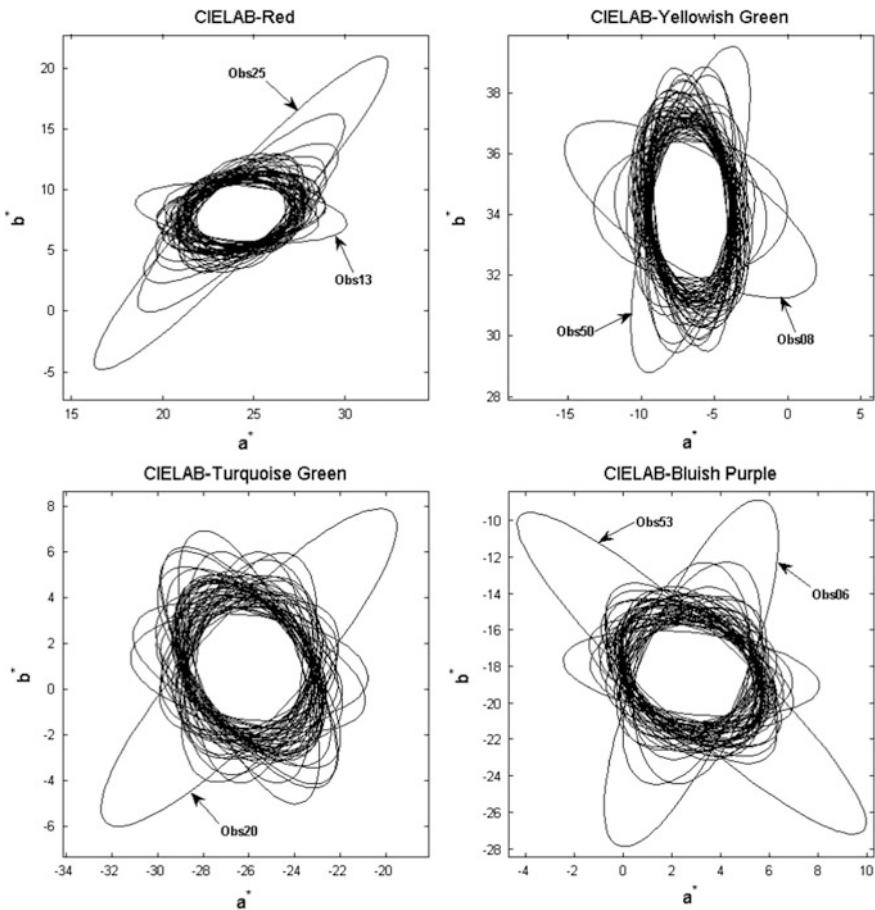 CIELAB-Red
20
15
10
5
0
-5
b*
Obs25
Obs13
15
20
25
30
a*
CIELAB-Yellowish Green
38
36
34
32
30
28
b*
Obs50
Obs08
-15
-10
-5
0
5
a*
CIELAB-Turquoise Green
8
6
4
2
0
-2
-4
-6
b*
Obs20
-34
-32
-30
-28
-26
-24
-22
-20
a*
CIELAB-Bluish Purple
-10
-12
-14
-16
-18
-20
-22
-24
-26
-28
b*
Obs53
Obs06
-4
-2
0
2
4
6
8
10
a*